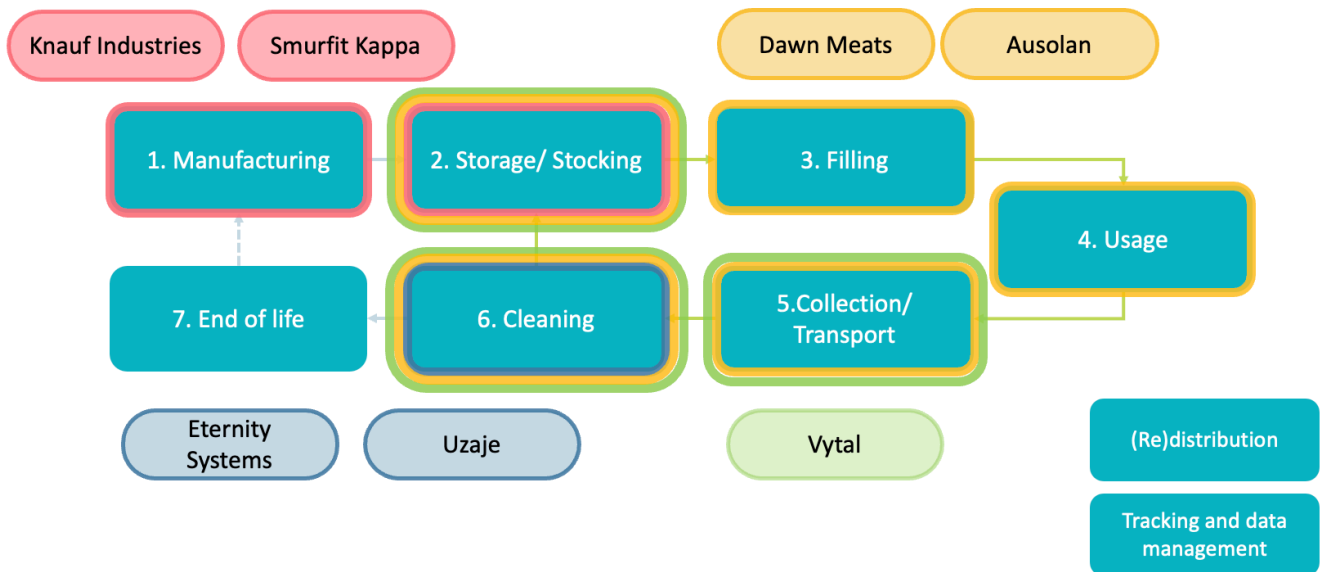 Knauf Industries
Smurfit Kappa
Dawn Meats
Ausolan
1. Manufacturing
2. Storage/ Stocking
3. Filling
4. Usage
7. End of life
6. Cleaning
5.Collection/
Transport
Eternity
Systems
Uzaje
Vytal
(Re)distribution
Tracking and data
management